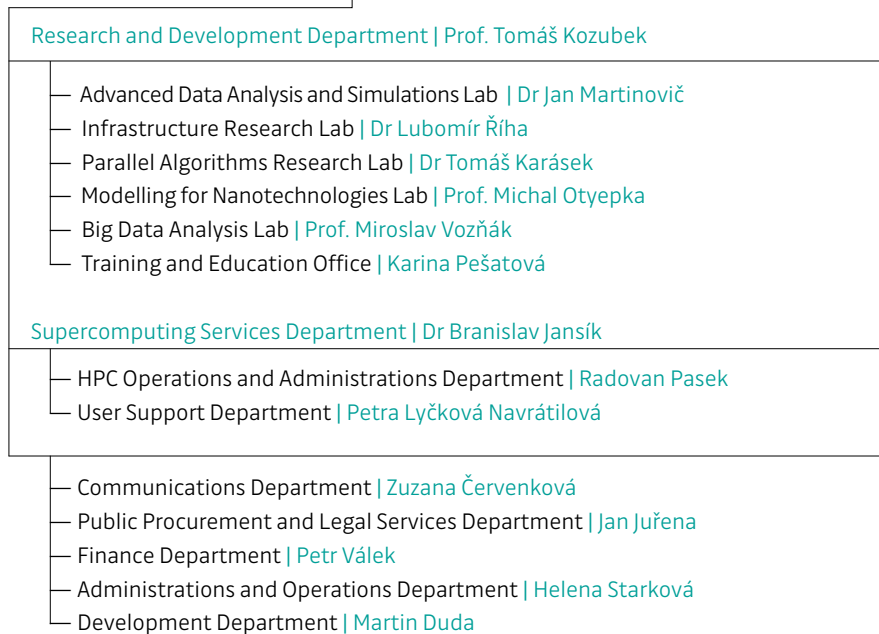 Research and Development Department | Prof. Tomáš Kozubek
Advanced Data Analysis and Simulations Lab | Dr Jan Martinovič
Infrastructure Research Lab | Dr Lubomír Říha
Parallel Algorithms Research Lab | Dr Tomáš Karásek
Modelling for Nanotechnologies Lab | Prof. Michal Otyepka
Big Data Analysis Lab | Prof. Miroslav Vozňák
Training and Education Office | Karina Pešatová
Supercomputing Services Department | Dr Branislav Jansík
HPC Operations and Administrations Department | Radovan Pasek
User Support Department | Petra Lyčková Navrátilová
Communications Department | Zuzana Červenková
Public Procurement and Legal Services Department | Jan Juřena
Finance Department | Petr Válek
Administrations and Operations Department | Helena Starková
Development Department | Martin Duda